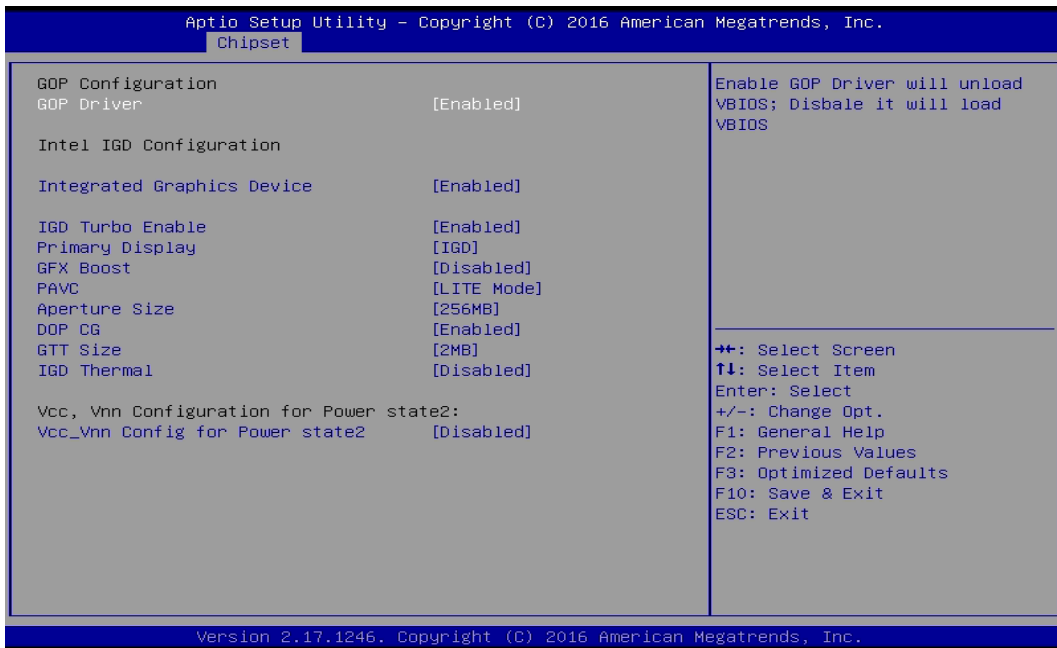 Aptio Setup Utility – Copyright (C) 2016 American Megatrends, Inc.
Chipset
GOP Configuration
GOP Driver [Enabled]
Intel IGD Configuration
Integrated Graphics Device [Enabled]
IGD Turbo Enable [Enabled]
Primary Display [IGD]
GFX Boost [Disabled]
PAVC [LITE Mode]
Aperture Size [256MB]
DOP CG [Enabled]
GTT Size [2MB]
IGD Thermal [Disabled]
Vcc, Vnn Configuration for Power state2:
Vcc_Vnn Config for Power state2 [Disabled]
Enable GOP Driver will unload
VBIOS; Disbale it will load
VBIOS
→←: Select Screen
↑↓: Select Item
Enter: Select
+/-: Change Opt.
F1: General Help
F2: Previous Values
F3: Optimized Defaults
F10: Save & Exit
ESC: Exit
Version 2.17.1246. Copyright (C) 2016 American Megatrends, Inc.